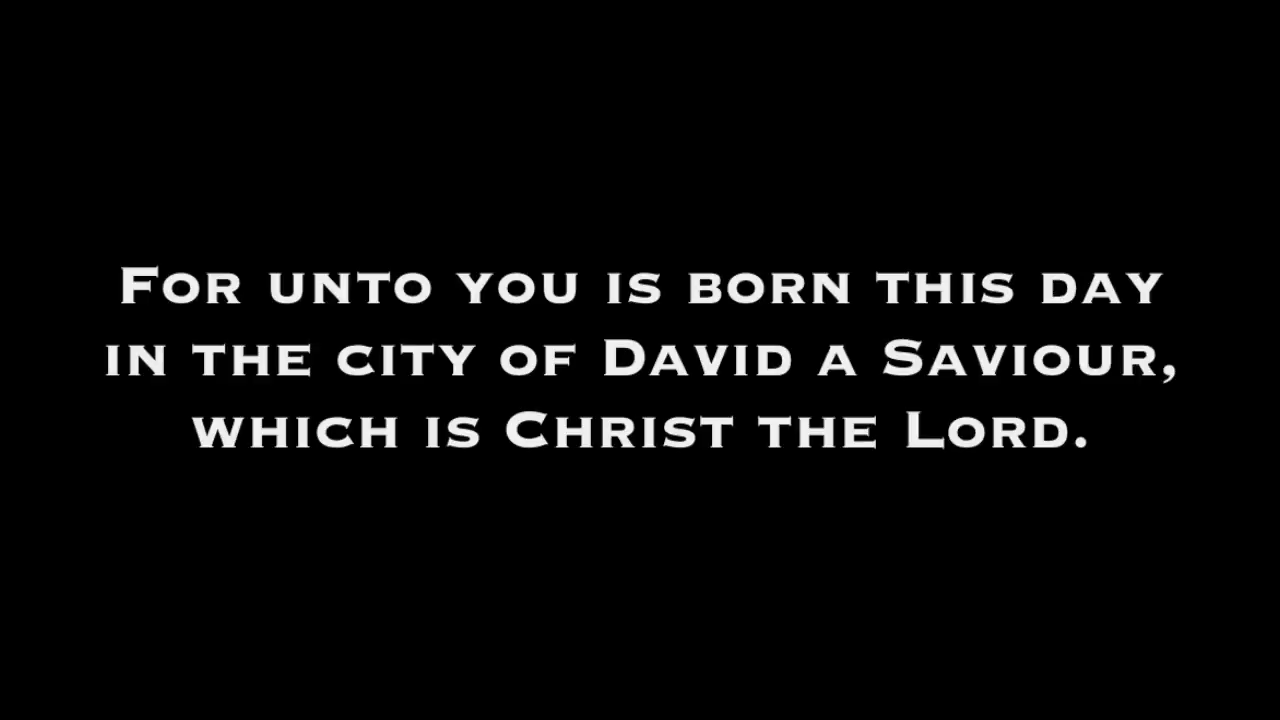 For unto you is born this day
in the city of David a Saviour,
which is Christ the Lord.